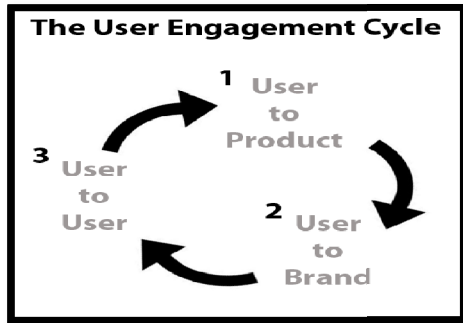 The User Engagement Cycle
1
User
to
Product
2
User
to
Brand
3
User
to
User